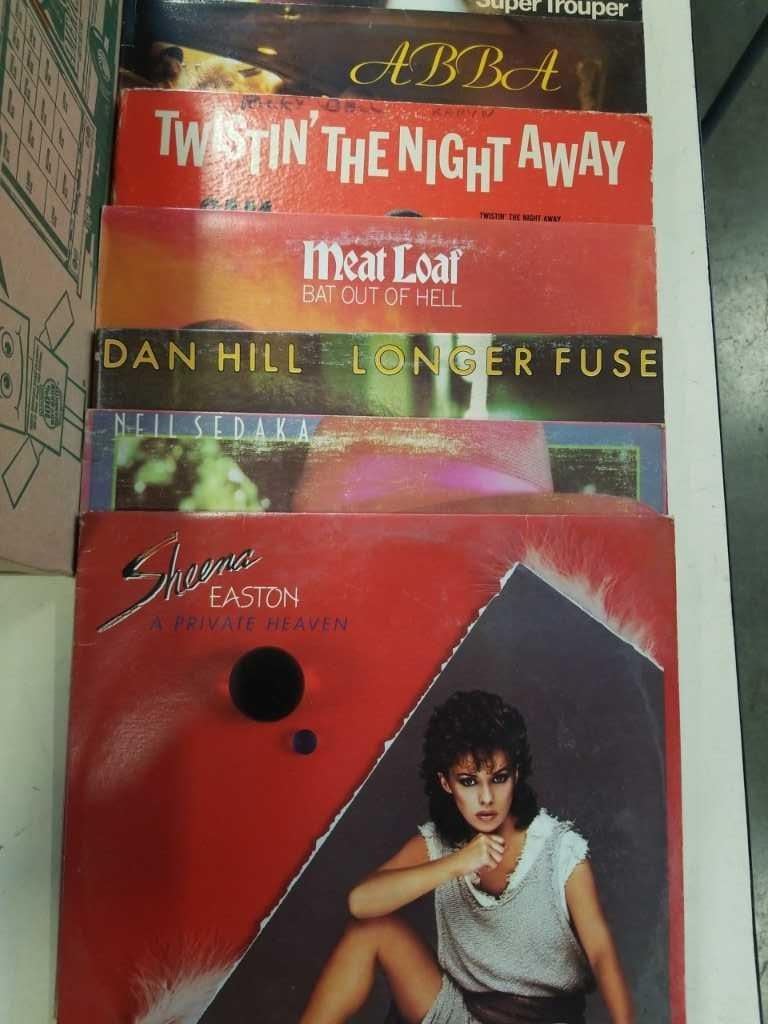 Super Trouper
ABBA
TWISTIN' THE NIGHT AWAY
TWISTIN' THE NIGHT AWAY
Meat Loaf
BAT OUT OF HELL
DAN HILL LONGER FUSE
NEIL SEDAKA
Sheena
EASTON
A PRIVATE HEAVEN